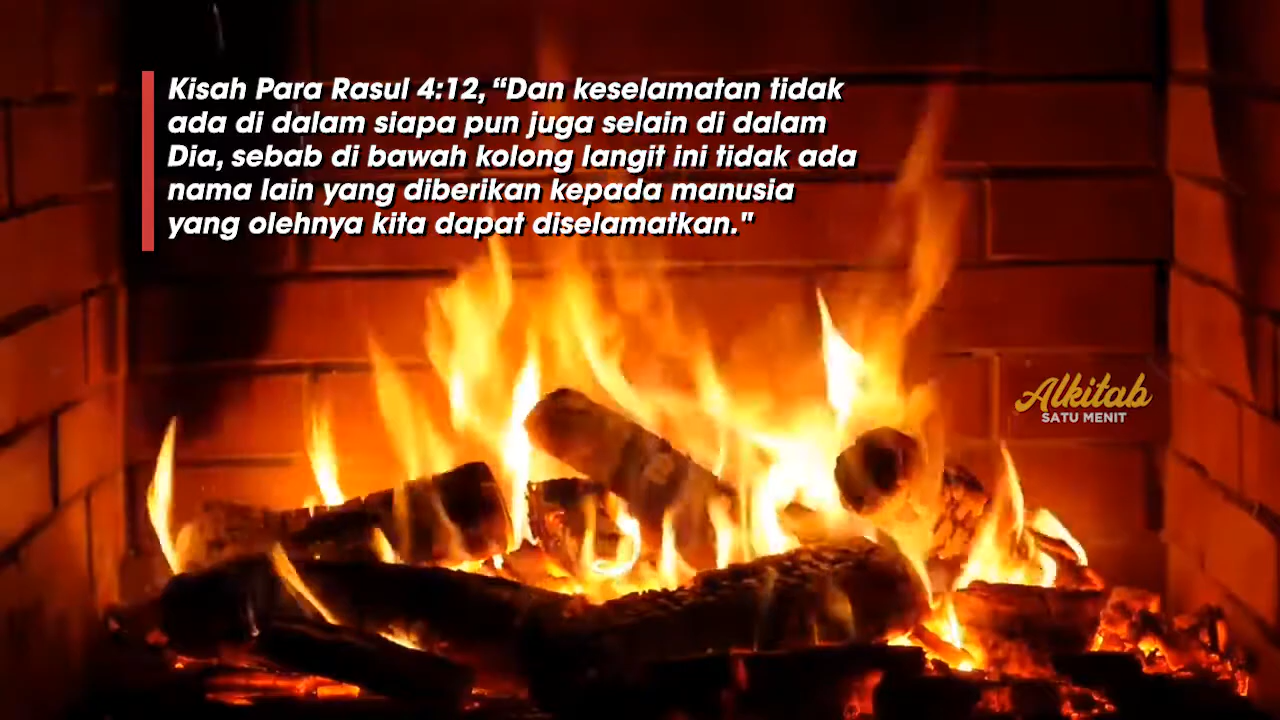 Kisah Para Rasul 4:12, “Dan keselamatan tidak
ada di dalam siapa pun juga selain di dalam
Dia, sebab di bawah kolong langit ini tidak ada
nama lain yang diberikan kepada manusia
yang olehnya kita dapat diselamatkan."
Alkitab
SATU MENIT